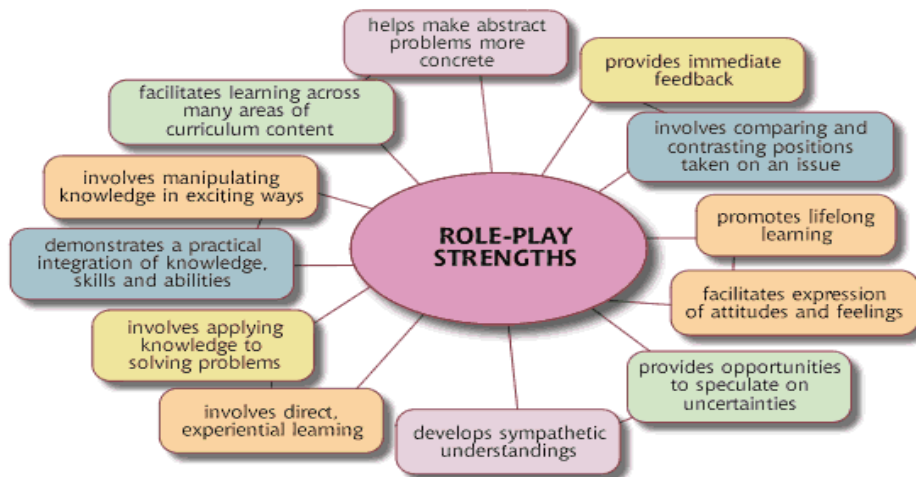 helps make abstract
problems more
concrete
provides immediate
feedback
facilitates learning across
many areas of
curriculum content
involves comparing and
contrasting positions
taken on an issue
involves manipulating
knowledge in exciting ways
ROLE-PLAY
STRENGTHS
promotes lifelong
learning
demonstrates a practical
integration of knowledge,
skills and abilities
facilitates expression
of attitudes and feelings
involves applying
knowledge to
solving problems
provides opportunities
to speculate on
uncertainties
involves direct,
experiential learning
develops sympathetic
understandings